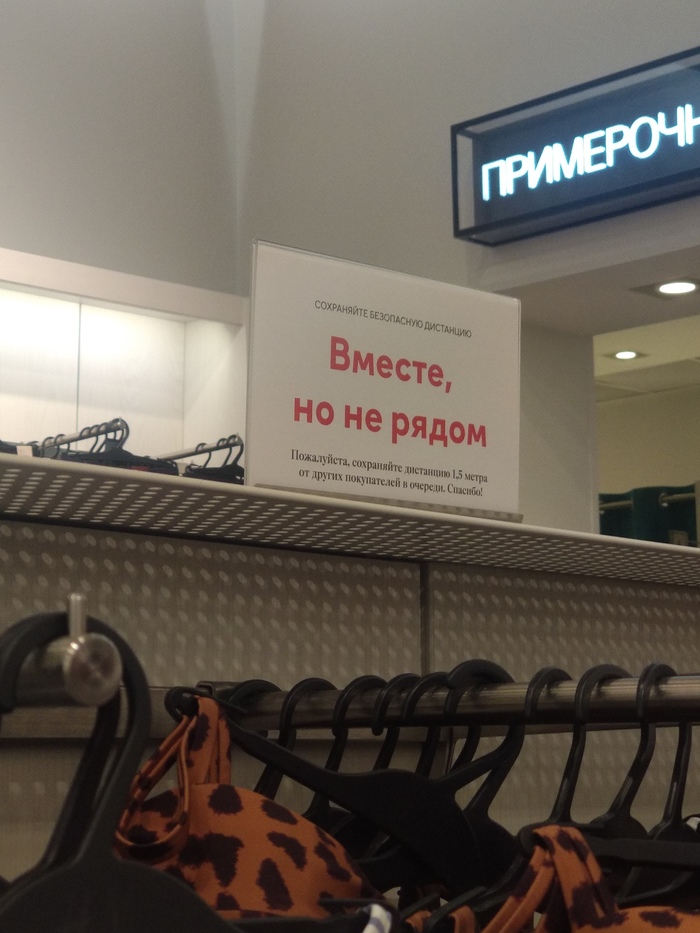 ПРИМЕРОЧН
СОХРАНЯЙТЕ БЕЗОПАСНУЮ ДИСТАНЦИЮ
Вместе,
но не рядом
Пожалуйста, сохраняйте дистанцию 1,5 метра
от других покупателей в очереди. Спасибо!